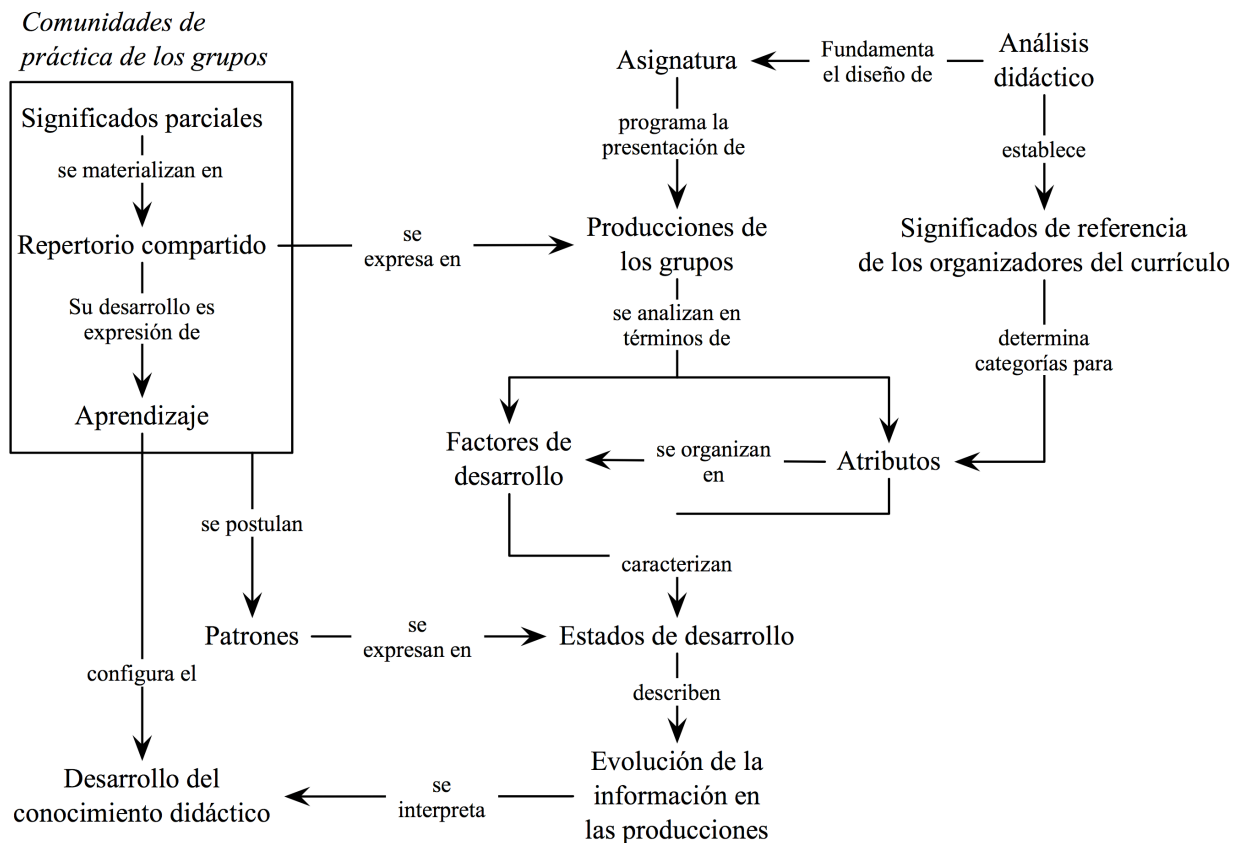 Comunidades de
práctica de los grupos
Significados parciales
se materializan en
Repertorio compartido
Su desarrollo es
expresión de
Aprendizaje
se
expresa en
Asignatura
Fundamenta
el diseño de
Análisis
didáctico
programa la
presentación de
establece
Producciones de
los grupos
Significados de referencia
de los organizadores del currículo
se analizan en
términos de
determina
categorías para
Factores de
desarrollo
se organizan
en
Atributos
se postulan
caracterizan
Patrones
se
expresan en
Estados de desarrollo
configura el
describen
Desarrollo del
conocimiento didáctico
se
interpreta
Evolución de la
información en
las producciones